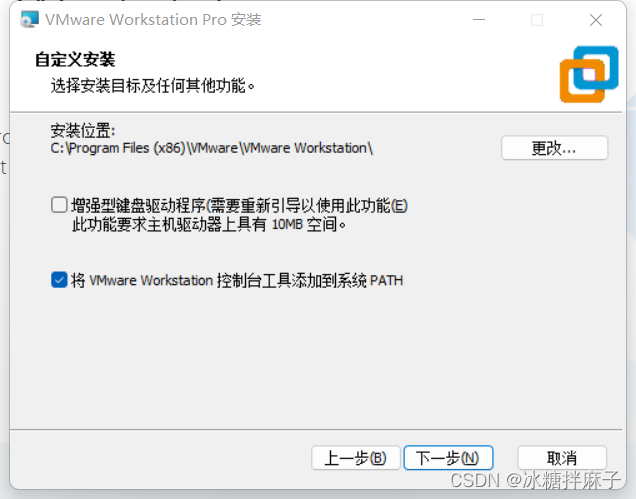 VMware Workstation Pro 安装
自定义安装
选择安装目标及任何其他功能。
安装位置:
C:\Program Files (x86)\VMware\VMware Workstation\
更改...
增强型键盘驱动程序(需要重新引导以使用此功能(E)
此功能要求主机驱动器上具有 10MB 空间。
将 VMware Workstation 控制台工具添加到系统 PATH
上一步(B)
下一步(N)
取消
CSDN @冰糖拌麻子